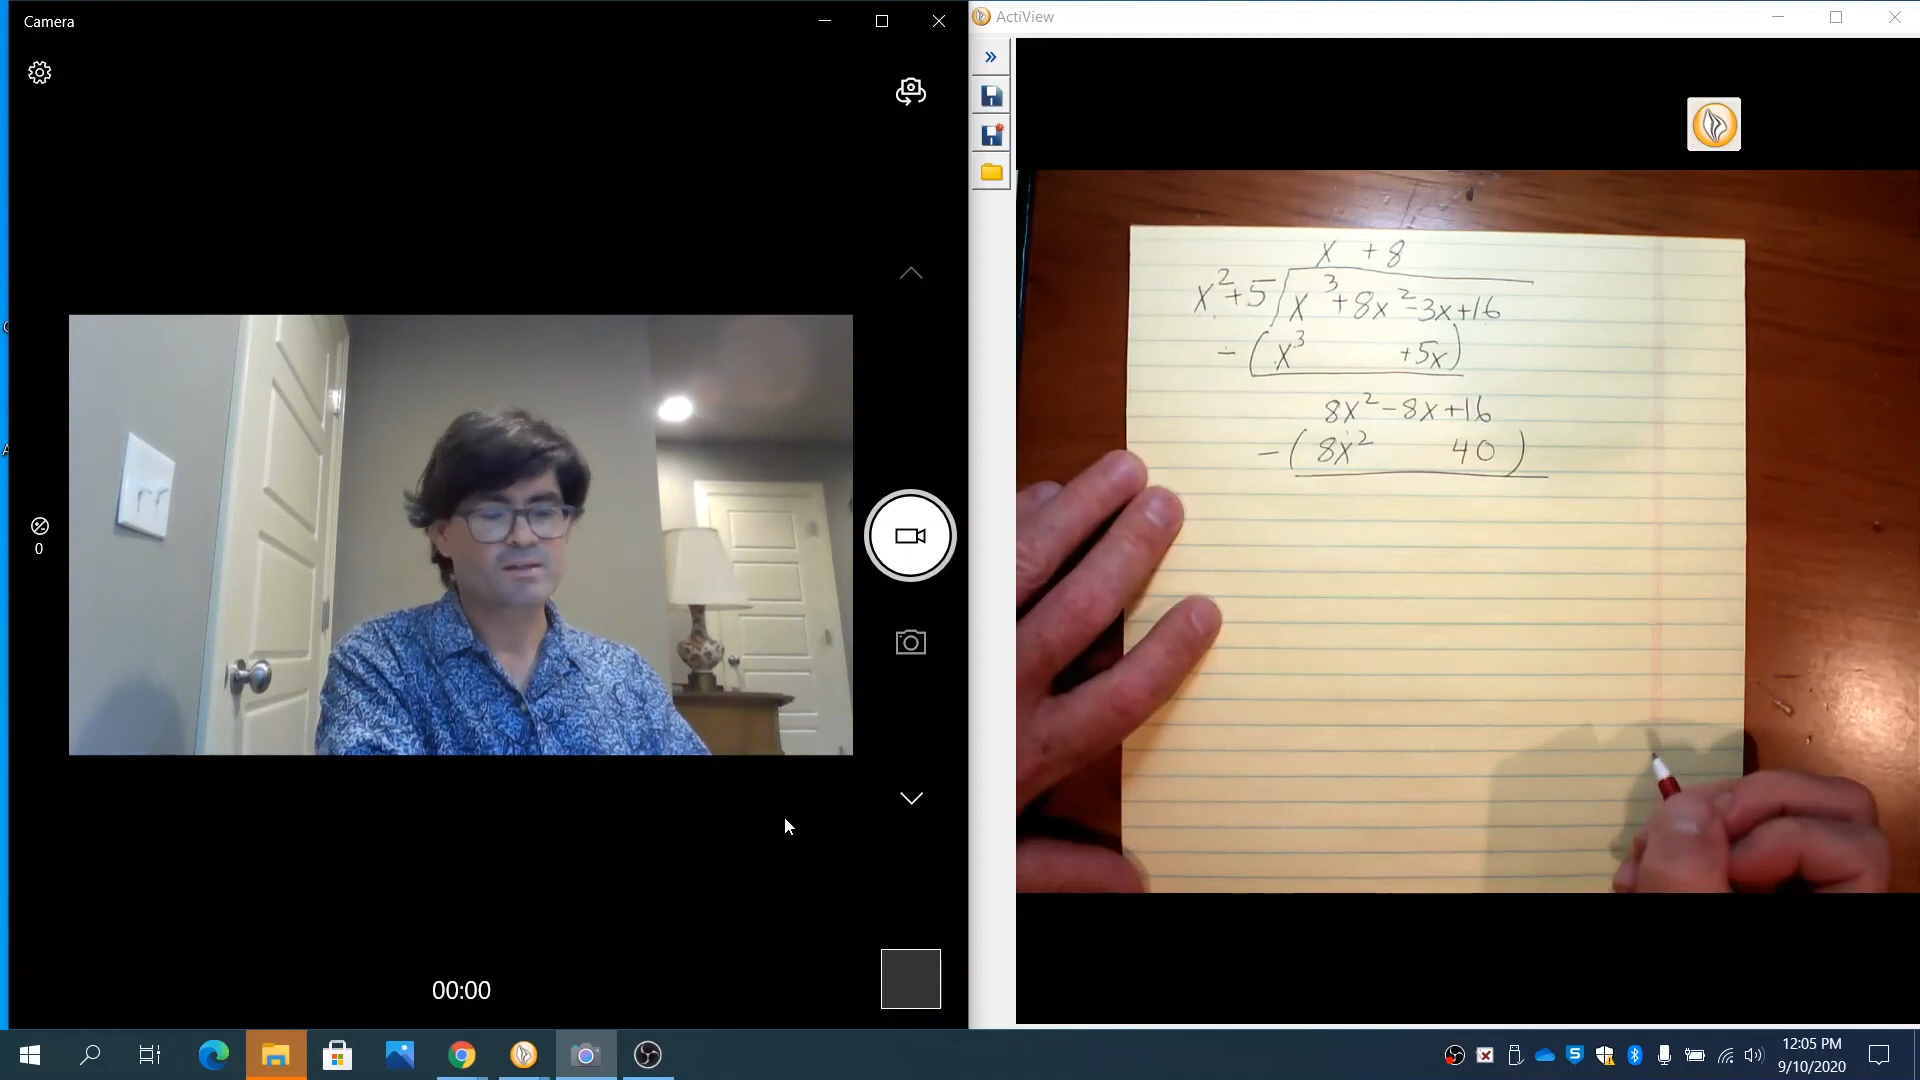 Camera
ActiView
x + 8
x² + 5 x³ + 8x² - 3x + 16
- ( x³ + 5x )
8x² - 8x + 16
- ( 8x² 40 )
0
00:00
12:05 PM
9/10/2020